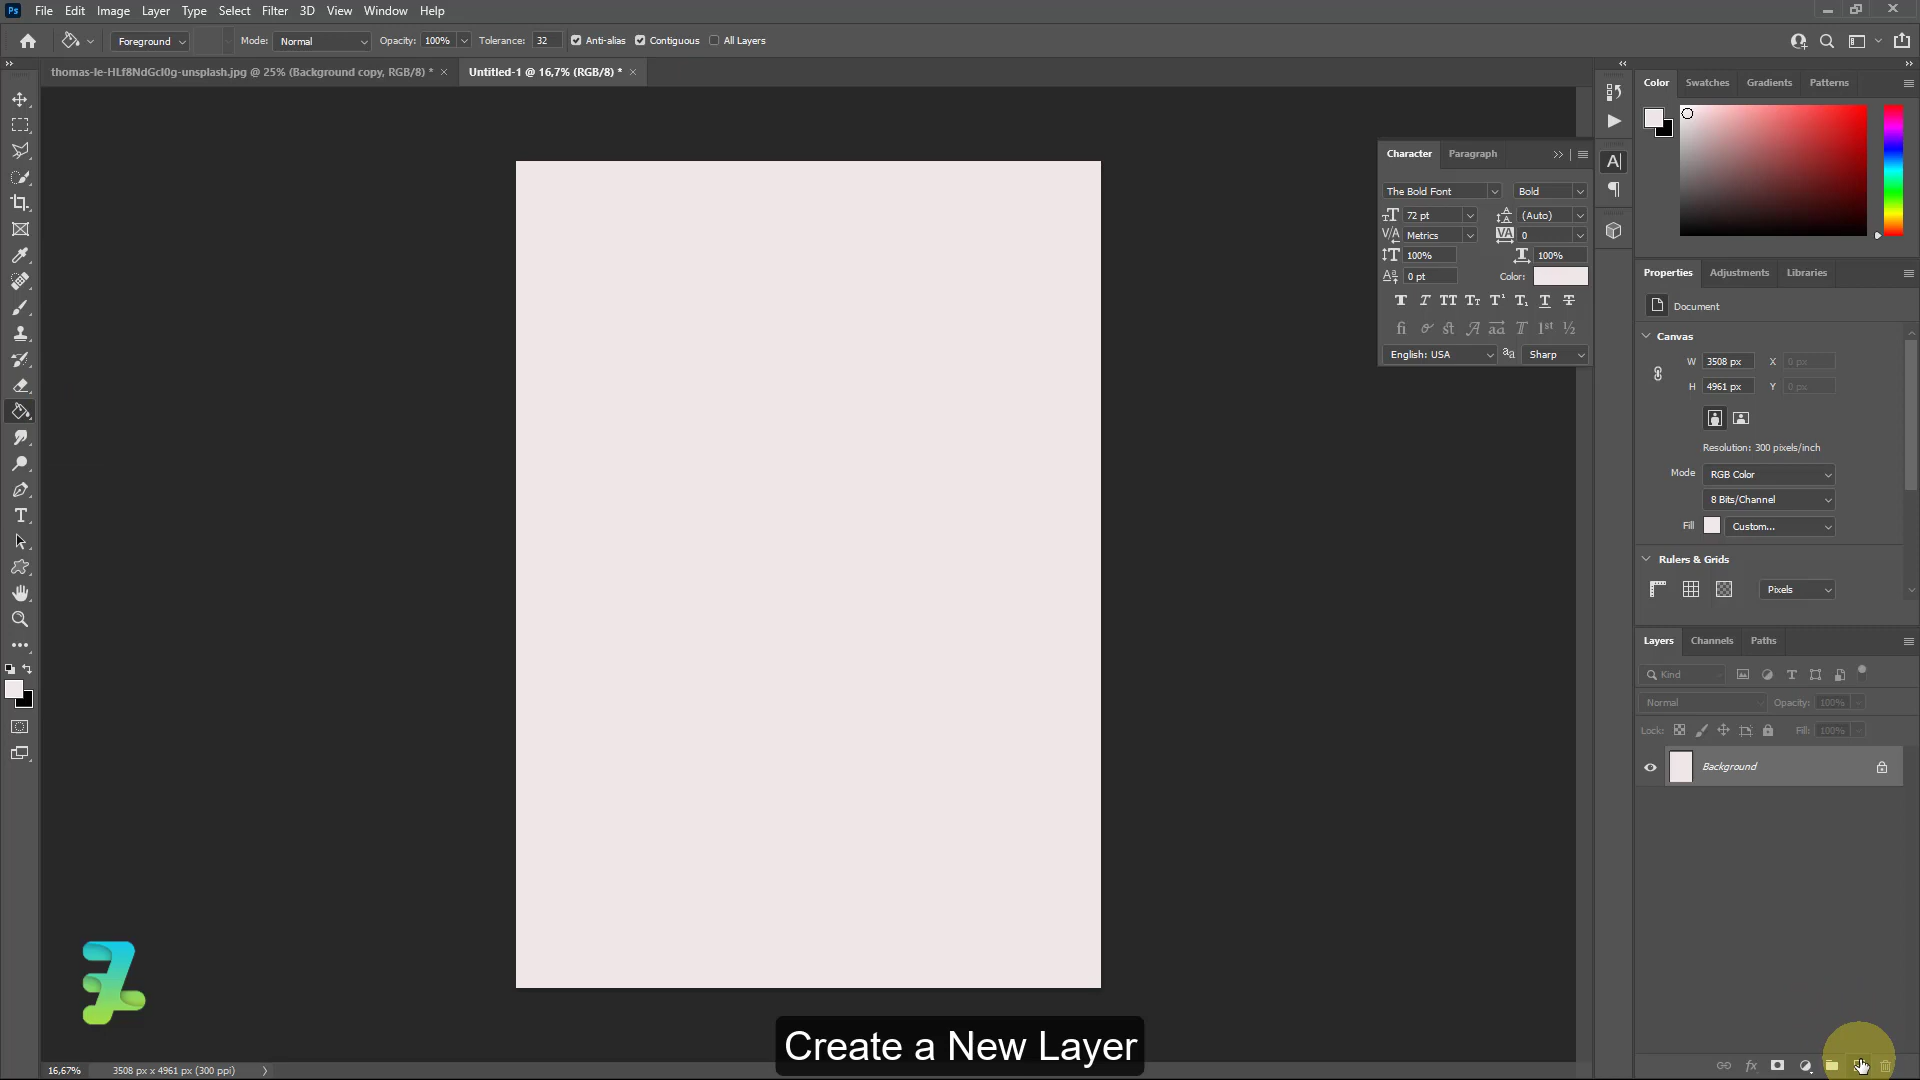 Ps File Edit Image Layer Type Select Filter 3D View Window Help
Foreground Mode: Normal Opacity: 100% Tolerance: 32 Anti-alias Contiguous All Layers
thomas-le-HLf8NdGcI0g-unsplash.jpg @ 25% (Background copy, RGB/8) * Untitled-1 @ 16,7% (RGB/8) *
Color Swatches Gradients Patterns
Character Paragraph
The Bold Font Bold
72 pt (Auto)
Metrics 0
100% 100%
0 pt Color:
English: USA Sharp
Properties Adjustments Libraries
Document
Canvas
W 3508 px X 0 px
H 4961 px Y 0 px
Resolution: 300 pixels/inch
Mode RGB Color
8 Bits/Channel
Fill Custom...
Rulers & Grids
Pixels
Layers Channels Paths
Kind
Normal Opacity: 100%
Lock: Fill: 100%
Background
Create a New Layer
16,67% 3508 px x 4961 px (300 ppi)